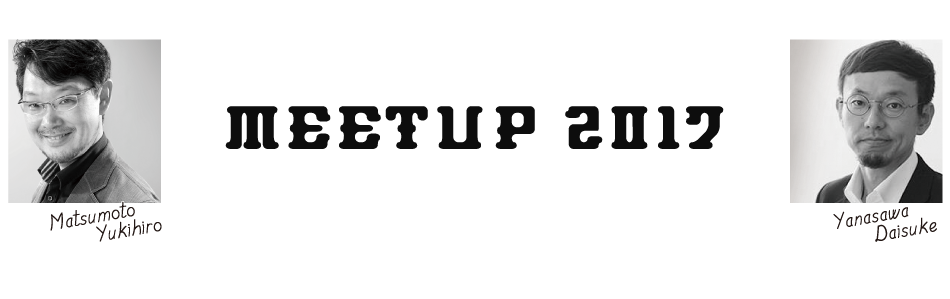 MEETUP 2017
Matsumoto
Yukihiro
Yanasawa
Daisuke